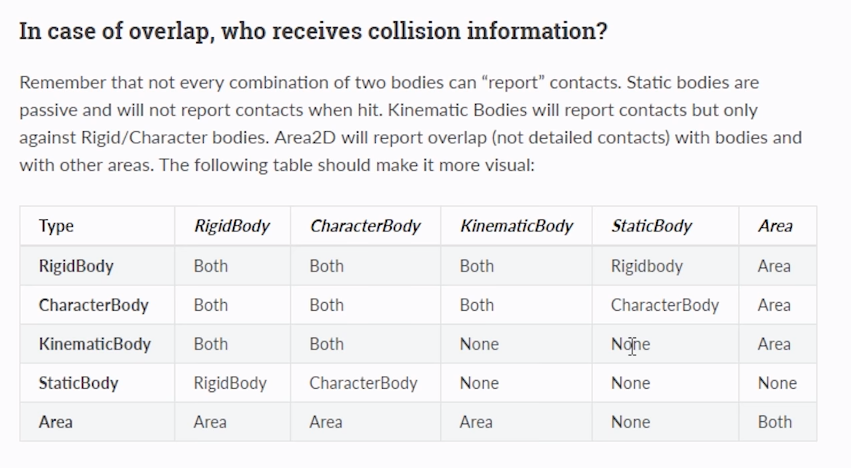 In case of overlap, who receives collision information?
Remember that not every combination of two bodies can “report” contacts. Static bodies are
passive and will not report contacts when hit. Kinematic Bodies will report contacts but only
against Rigid/Character bodies. Area2D will report overlap (not detailed contacts) with bodies and
with other areas. The following table should make it more visual:
Type RigidBody CharacterBody KinematicBody StaticBody Area
RigidBody Both Both Both Rigidbody Area
CharacterBody Both Both Both CharacterBody Area
KinematicBody Both Both None None Area
StaticBody RigidBody CharacterBody None None None
Area Area Area Area None Both